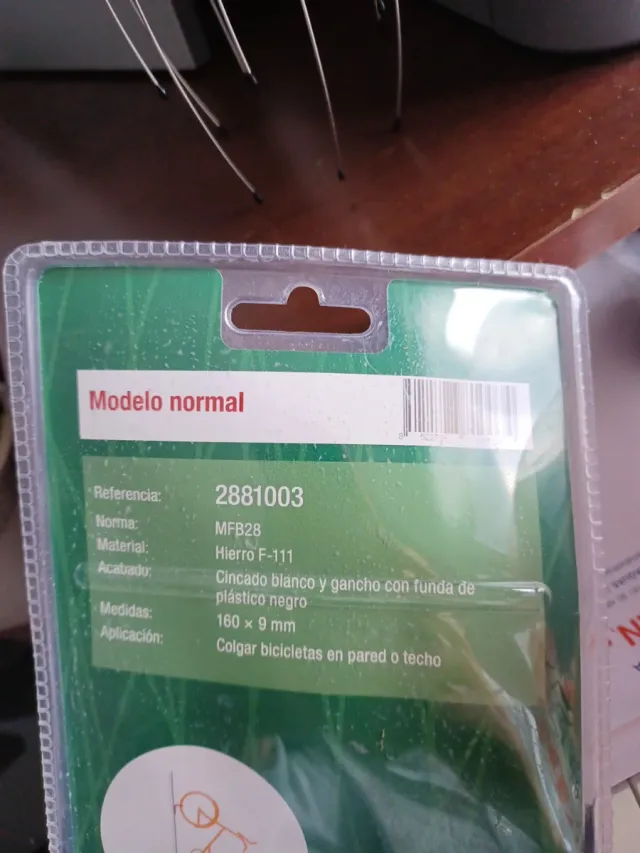 Modelo normal
Referencia: 2881003
Norma: MFB28
Material: Hierro F-111
Acabado: Cincado blanco y gancho con funda de
plástico negro
Medidas: 160 × 9 mm
Aplicación: Colgar bicicletas en pared o techo